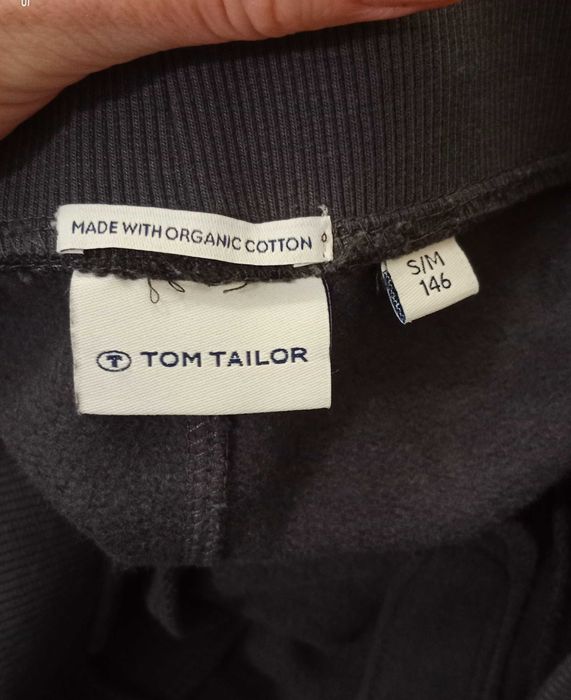 MADE WITH ORGANIC COTTON
S/M
146
TOM TAILOR